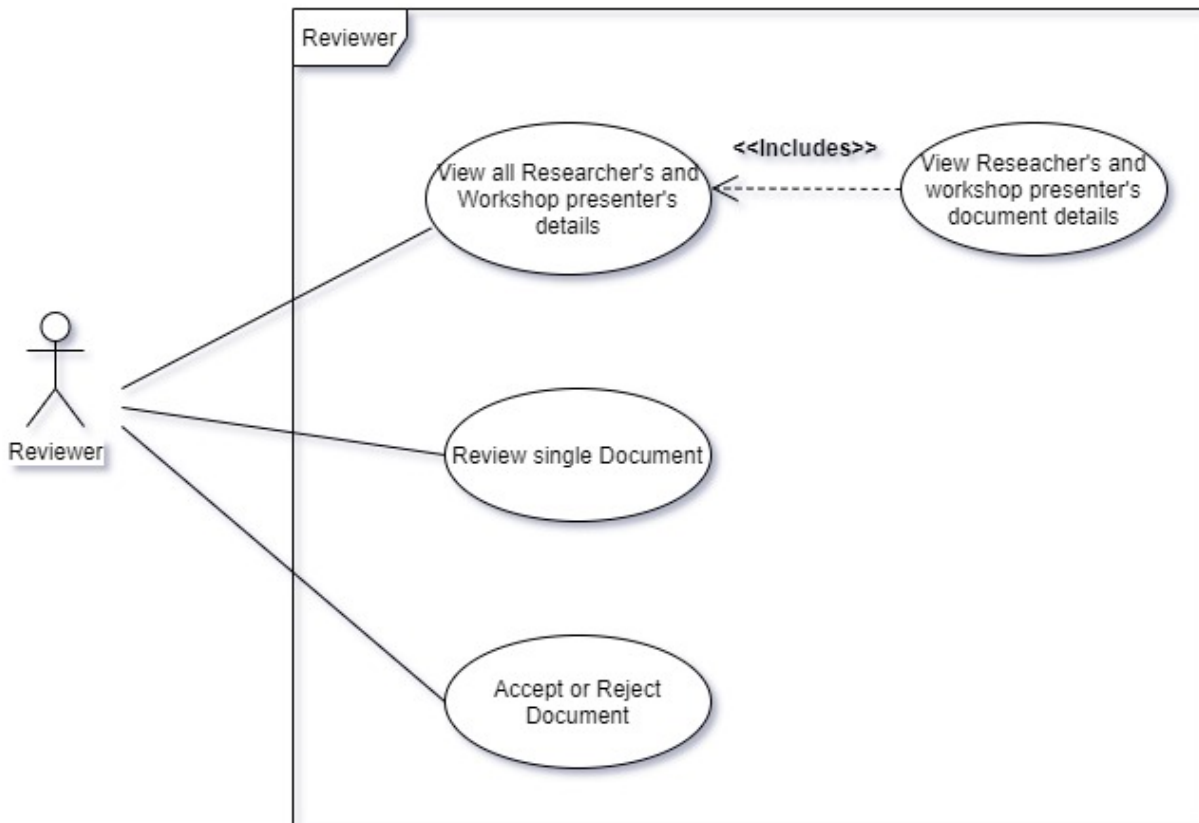 Reviewer
View all Researcher's and
Workshop presenter's
details
<<Includes>>
View Reseacher's and
workshop presenter's
document details
Reviewer
Review single Document
Accept or Reject
Document